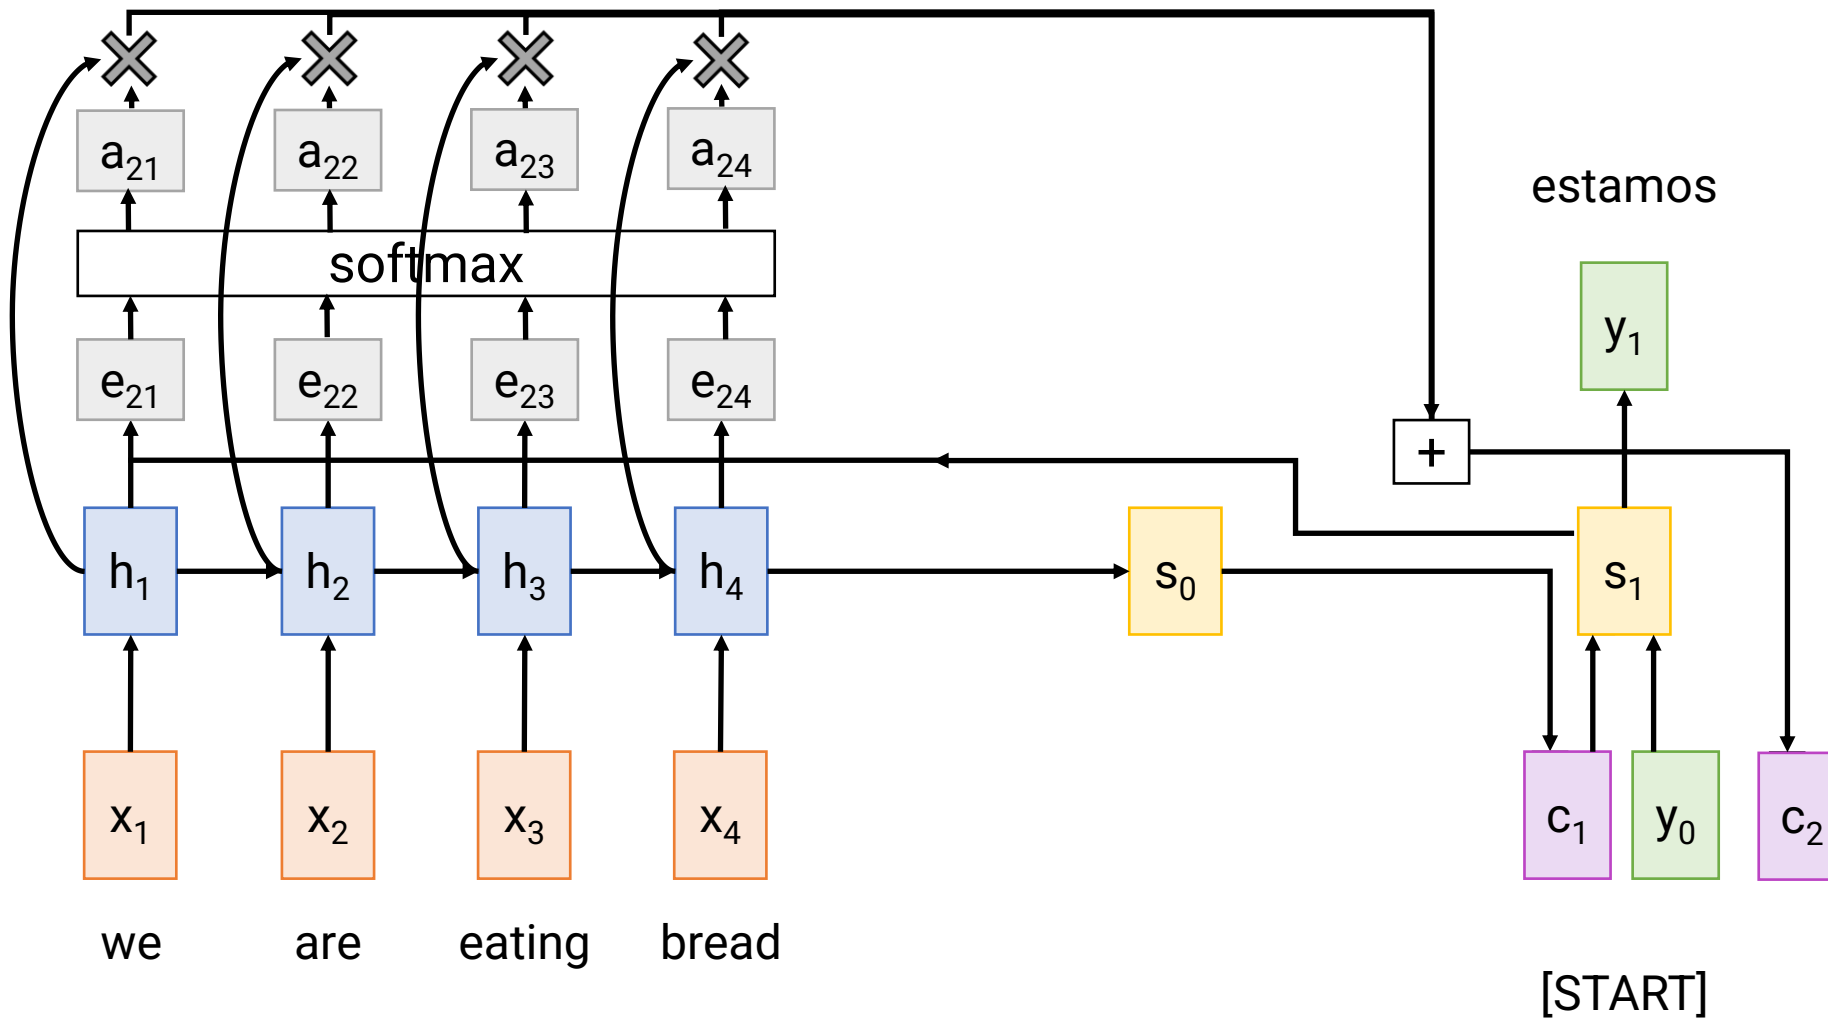 a21 a22 a23 a24
estamos
softmax
y1
e21 e22 e23 e24
+
h1 h2 h3 h4 s0 s1
x1 x2 x3 x4 c1 y0 c2
we are eating bread
[START]